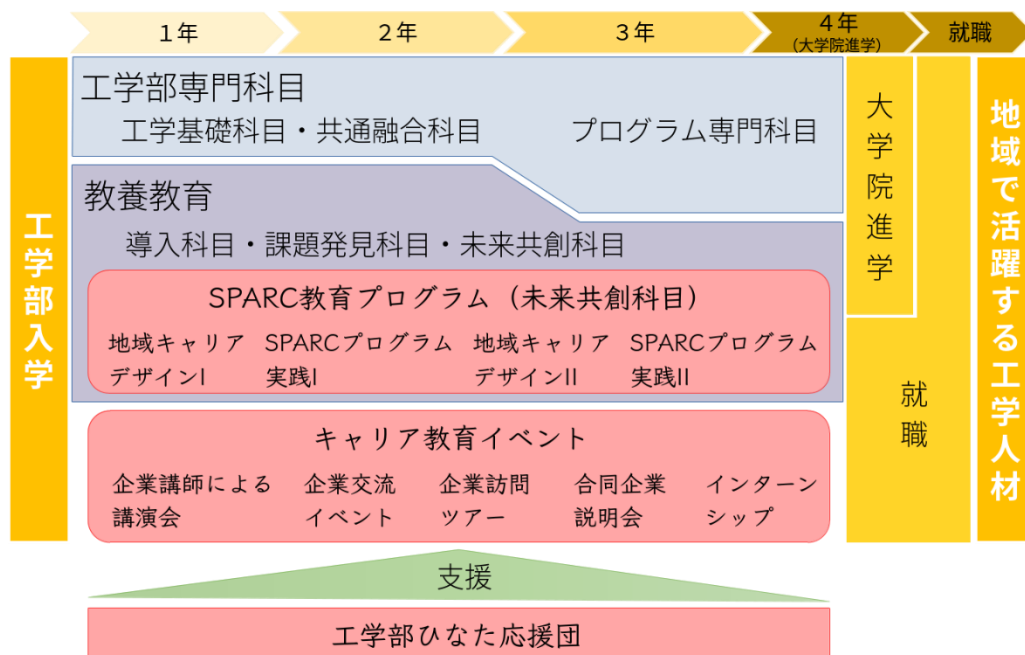 1年
2年
3年
4年
(大学院進学)
就職
工学部入学
工学部専門科目
工学基礎科目・共通融合科目
プログラム専門科目
教養教育
導入科目・課題発見科目・未来共創科目
SPARC教育プログラム（未来共創科目）
地域キャリア
デザインI
SPARCプログラム
実践I
地域キャリア
デザインII
SPARCプログラム
実践II
キャリア教育イベント
企業講師による
講演会
企業交流
イベント
企業訪問
ツアー
合同企業
説明会
インターン
シップ
支援
工学部ひなた応援団
大学院進学
就職
地域で活躍する工学人材